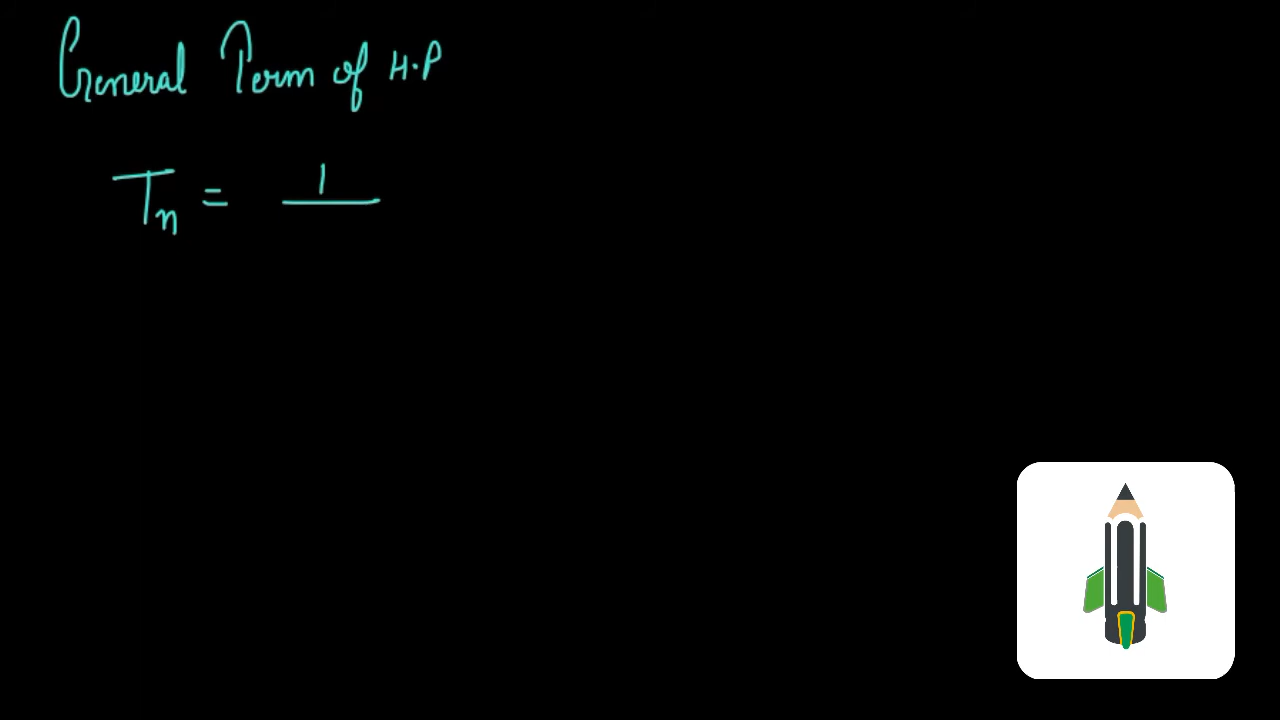 General Term of H.P
Tn = 1